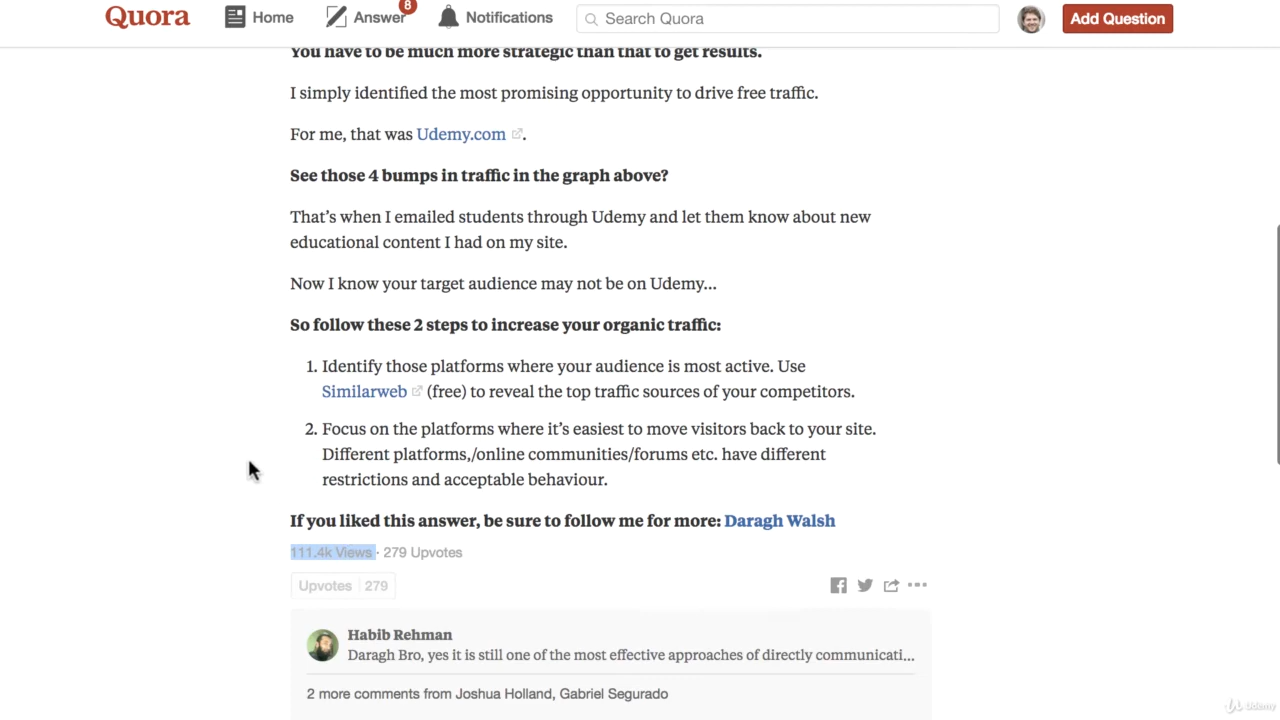 Quora Home Answer 8 Notifications Search Quora Add Question
You have to be much more strategic than that to get results.
I simply identified the most promising opportunity to drive free traffic.
For me, that was Udemy.com.
See those 4 bumps in traffic in the graph above?
That’s when I emailed students through Udemy and let them know about new
educational content I had on my site.
Now I know your target audience may not be on Udemy...
So follow these 2 steps to increase your organic traffic:
1. Identify those platforms where your audience is most active. Use
Similarweb (free) to reveal the top traffic sources of your competitors.
2. Focus on the platforms where it’s easiest to move visitors back to your site.
Different platforms,/online communities/forums etc. have different
restrictions and acceptable behaviour.
If you liked this answer, be sure to follow me for more: Daragh Walsh
111.4k Views · 279 Upvotes
Upvotes 279
Habib Rehman
Daragh Bro, yes it is still one of the most effective approaches of directly communicati...
2 more comments from Joshua Holland, Gabriel Segurado
Udemy